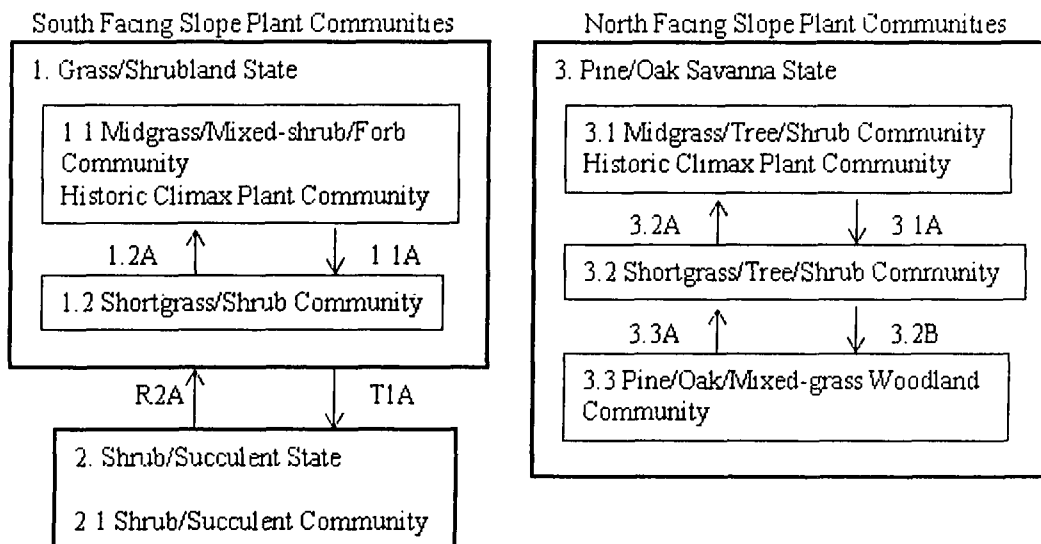 South Facing Slope Plant Communities
1. Grass/Shrubland State
1 1 Midgrass/Mixed-shrub/Forb
Community
Historic Climax Plant Community
1.2A
1 1A
1.2 Shortgrass/Shrub Community
R2A
T1A
2. Shrub/Succulent State
2 1 Shrub/Succulent Community
North Facing Slope Plant Communities
3. Pine/Oak Savanna State
3.1 Midgrass/Tree/Shrub Community
Historic Climax Plant Community
3.2A
3 1A
3.2 Shortgrass/Tree/Shrub Community
3.3A
3.2B
3.3 Pine/Oak/Mixed-grass Woodland
Community